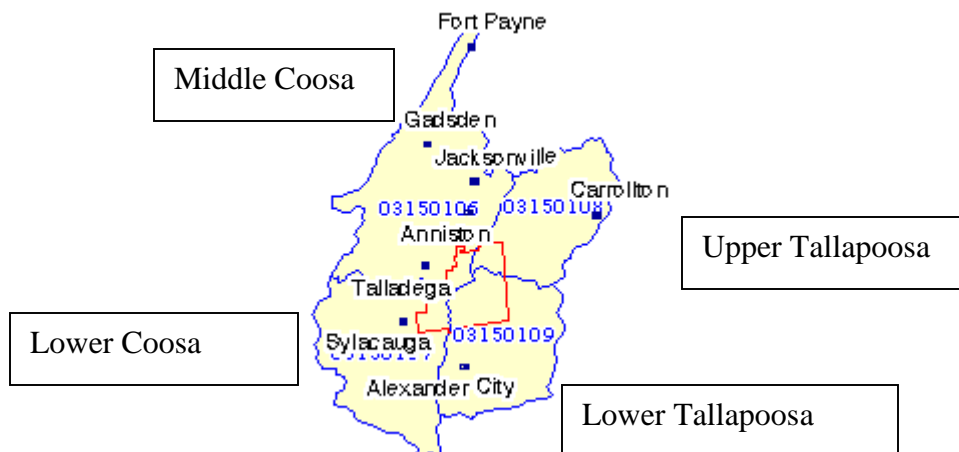 Fort Payne
Middle Coosa
Gadsden
Jacksonville
Carrollton
03150106 03150108
Anniston
Upper Tallapoosa
Talladega
Lower Coosa
Sylacauga
03150109
Alexander City
Lower Tallapoosa